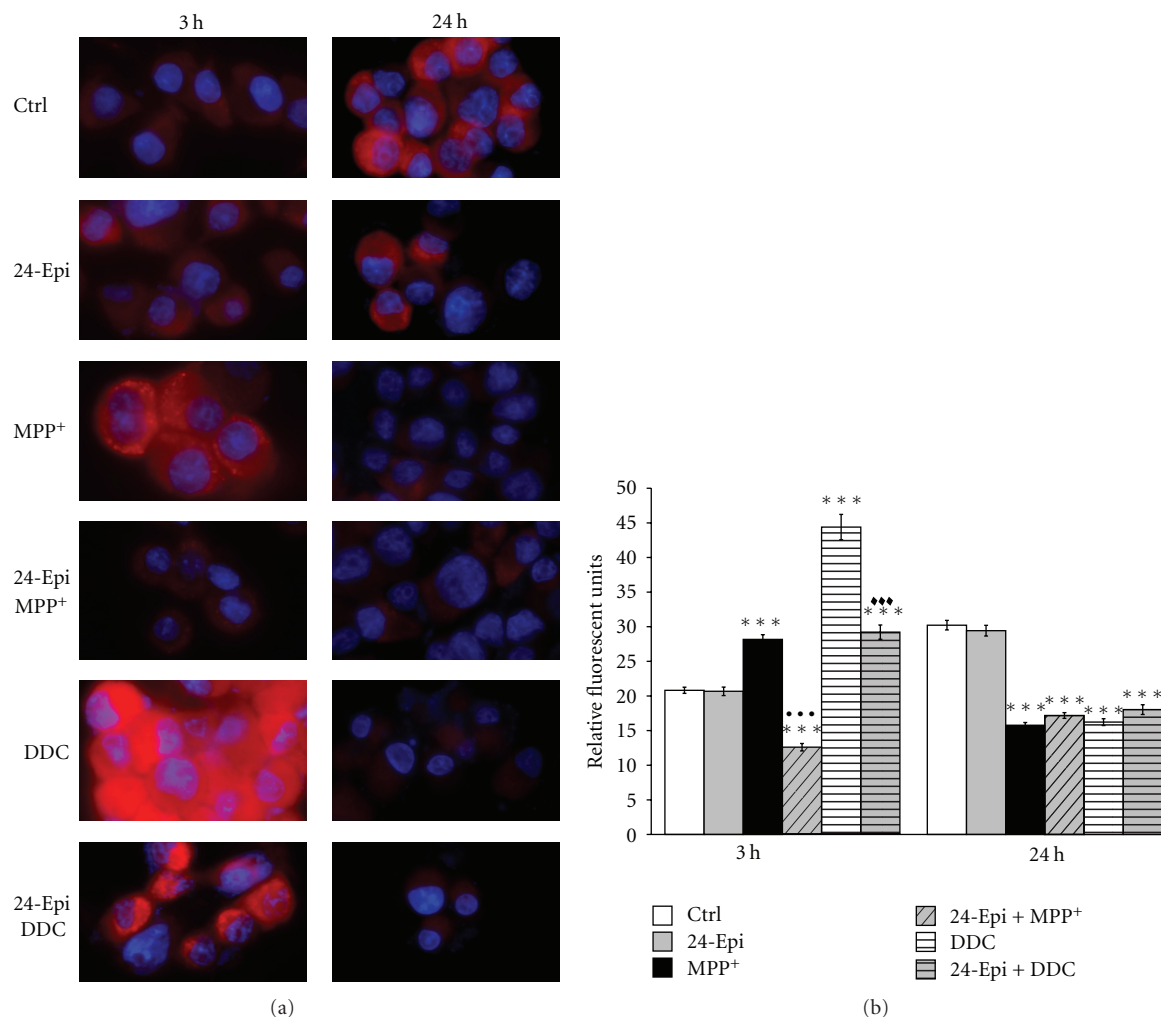 3 h 24 h
Ctrl
24-Epi
MPP⁺
24-Epi
MPP⁺
DDC
24-Epi
DDC
(a)
Relative fluorescent units
50
45
40
35
30
25
20
15
10
5
0
∗∗∗
•••
∗∗∗
∗∗∗
♦♦♦
∗∗∗
∗∗∗
∗∗∗
∗∗∗
∗∗∗
3 h 24 h
Ctrl
24-Epi
MPP⁺
24-Epi + MPP⁺
DDC
24-Epi + DDC
(b)